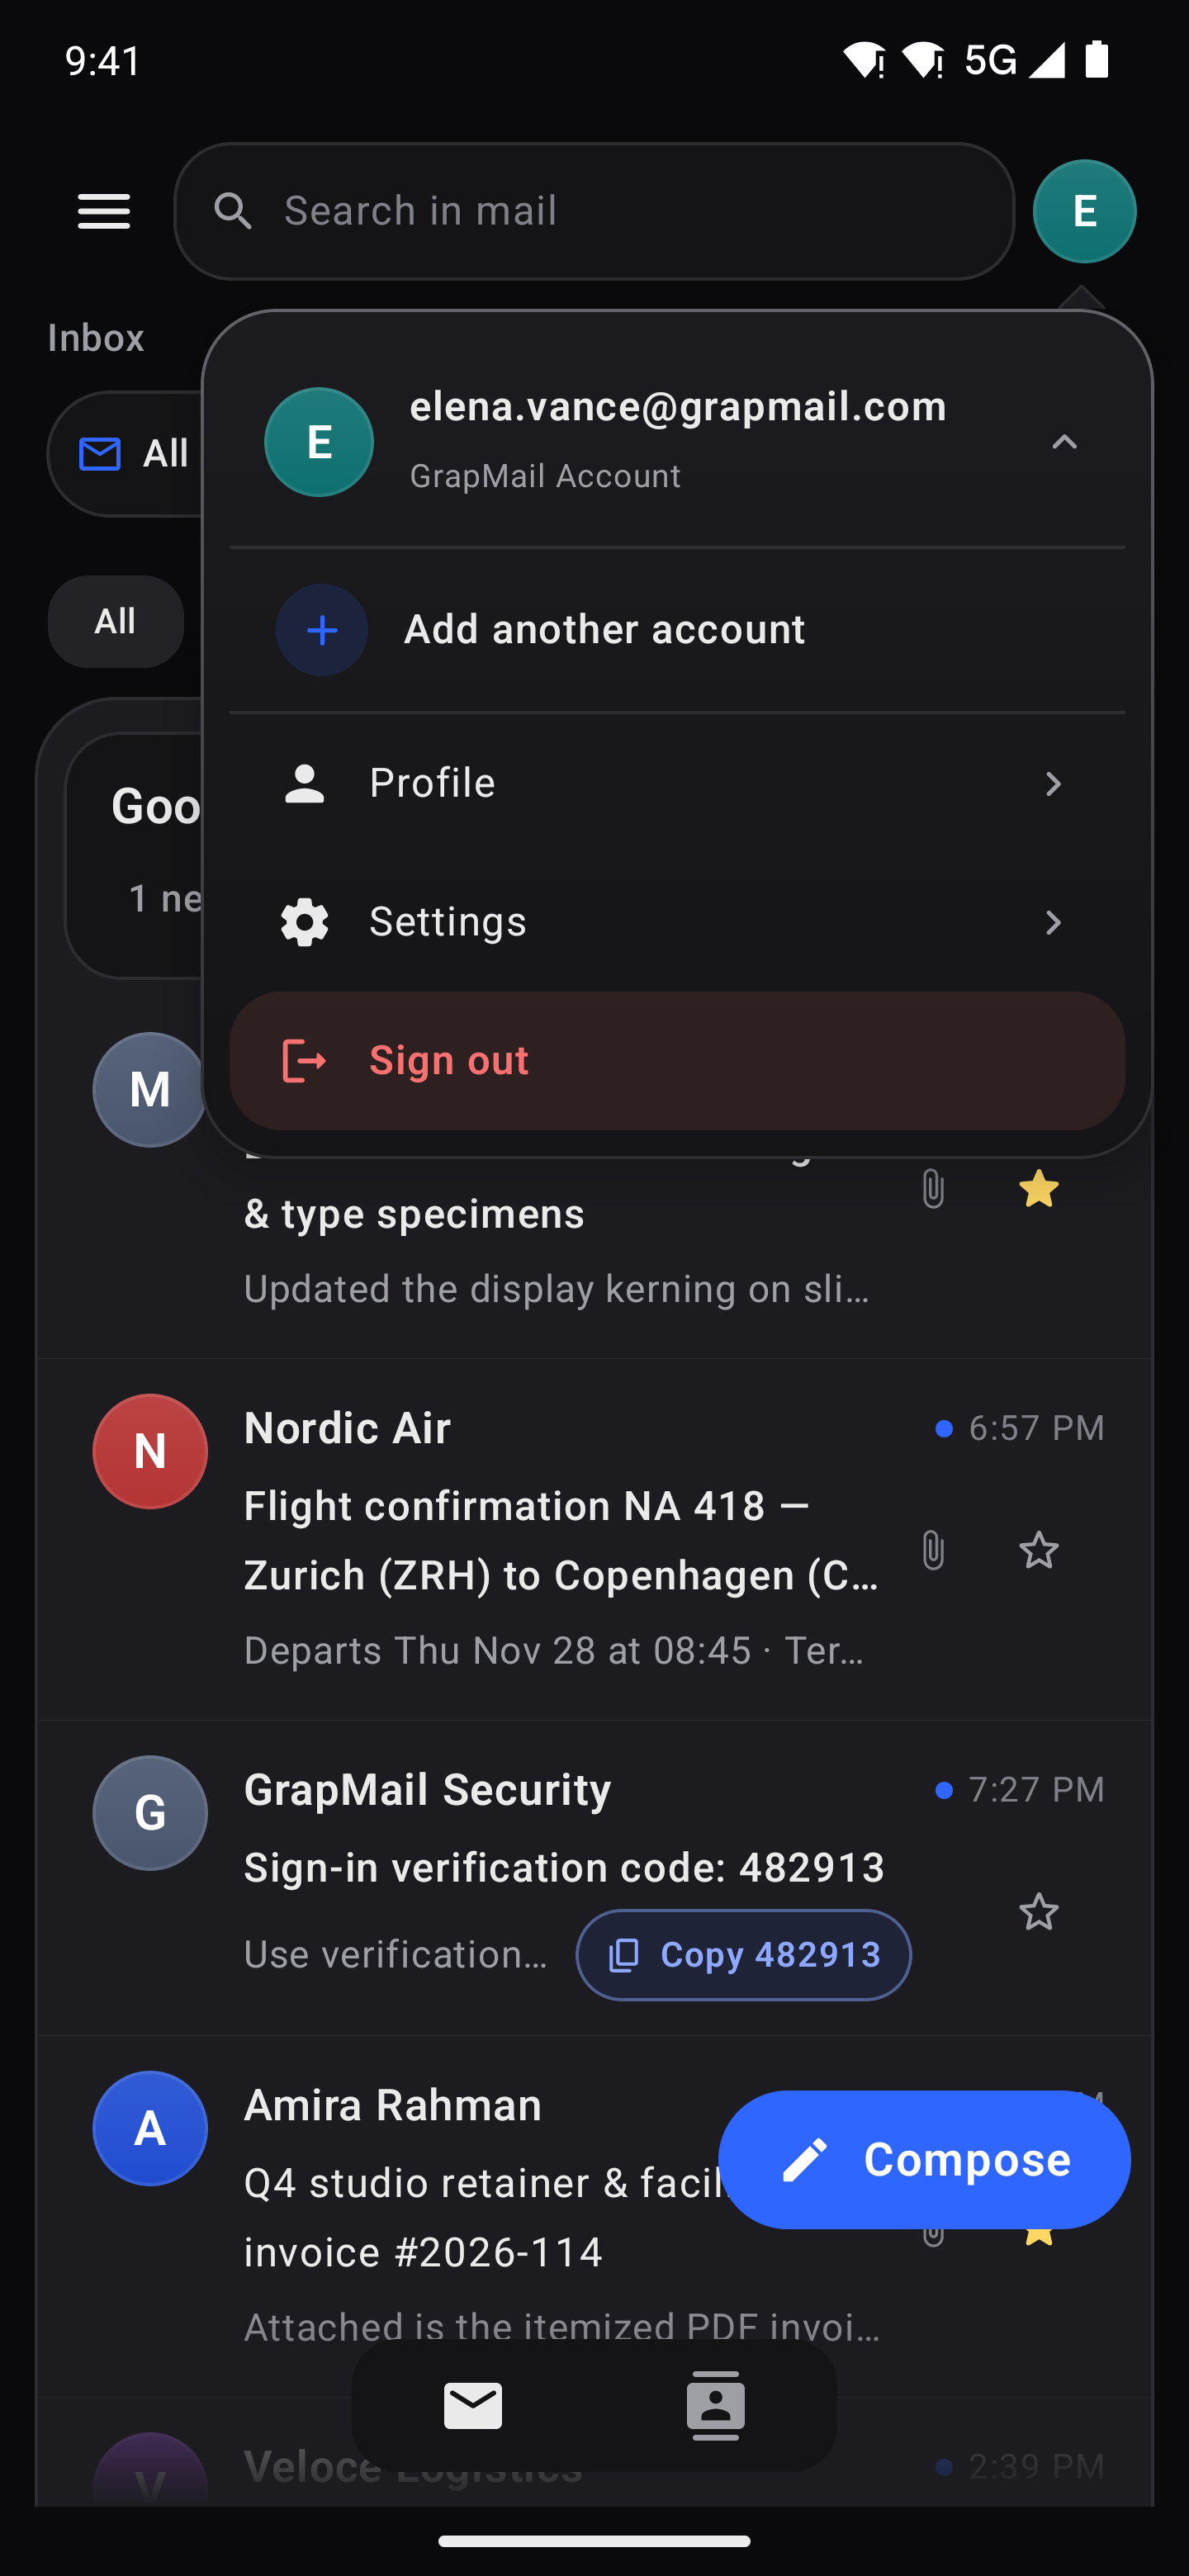 9:41
5G
Search in mail
E
Inbox
E
elena.vance@grapmail.com
GrapMail Account
All
Add another account
All
Profile
Goo
1 ne
Settings
Sign out
M
& type specimens
Updated the display kerning on sli…
N
Nordic Air
6:57 PM
Flight confirmation NA 418 —
Zurich (ZRH) to Copenhagen (C…
Departs Thu Nov 28 at 08:45 · Ter…
G
GrapMail Security
7:27 PM
Sign-in verification code: 482913
Use verification…
Copy 482913
A
Amira Rahman
Q4 studio retainer & facil
Compose
invoice #2026-114
Attached is the itemized PDF invoi…
V
Veloce Logistics
2:39 PM